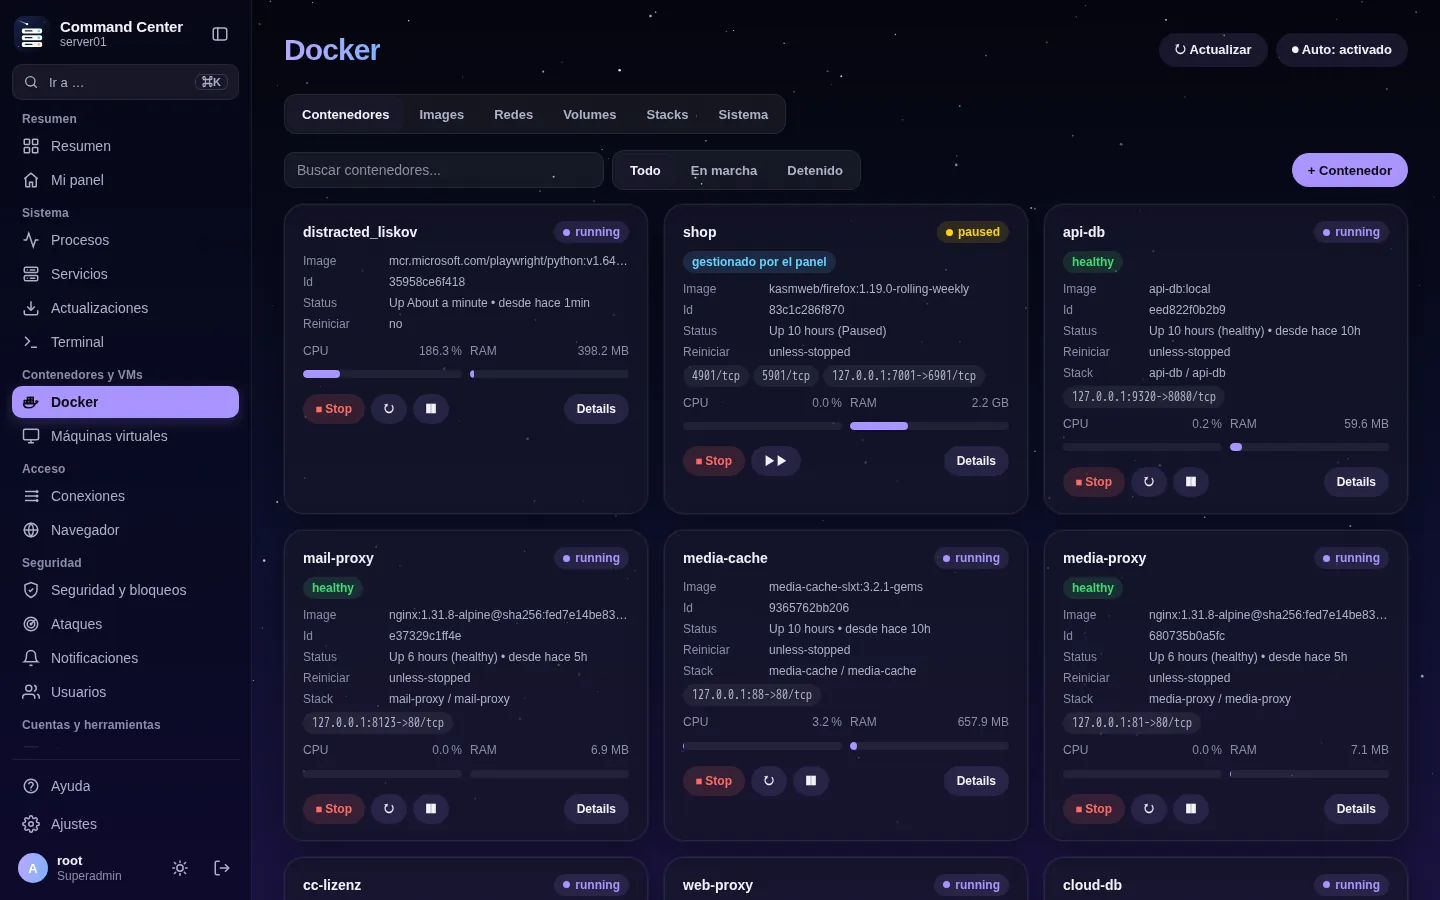 Command Center
server01
Ir a …
⌘K
Resumen
Resumen
Mi panel
Sistema
Procesos
Servicios
Actualizaciones
Terminal
Contenedores y VMs
Docker
Máquinas virtuales
Acceso
Conexiones
Navegador
Seguridad
Seguridad y bloqueos
Ataques
Notificaciones
Usuarios
Cuentas y herramientas
Ayuda
Ajustes
A
root
Superadmin
Docker
↻ Actualizar
● Auto: activado
Contenedores Images Redes Volumes Stacks Sistema
Buscar contenedores...
Todo En marcha Detenido
+ Contenedor
distracted_liskov
running
Image mcr.microsoft.com/playwright/python:v1.64…
Id 35958ce6f418
Status Up About a minute • desde hace 1min
Reiniciar no
CPU 186.3 % RAM 398.2 MB
Stop
Details
shop
paused
gestionado por el panel
Image kasmweb/firefox:1.19.0-rolling-weekly
Id 83c1c286f870
Status Up 10 hours (Paused)
Reiniciar unless-stopped
4901/tcp 5901/tcp 127.0.0.1:7001->6901/tcp
CPU 0.0 % RAM 2.2 GB
Stop
Details
api-db
running
healthy
Image api-db:local
Id eed822f0b2b9
Status Up 10 hours (healthy) • desde hace 10h
Reiniciar unless-stopped
Stack api-db / api-db
127.0.0.1:9320->8080/tcp
CPU 0.2 % RAM 59.6 MB
Stop
Details
mail-proxy
running
healthy
Image nginx:1.31.8-alpine@sha256:fed7e14be83…
Id e37329c1ff4e
Status Up 6 hours (healthy) • desde hace 5h
Reiniciar unless-stopped
Stack mail-proxy / mail-proxy
127.0.0.1:8123->80/tcp
CPU 0.0 % RAM 6.9 MB
Stop
Details
media-cache
running
Image media-cache-slxt:3.2.1-gems
Id 9365762bb206
Status Up 10 hours • desde hace 10h
Reiniciar unless-stopped
Stack media-cache / media-cache
127.0.0.1:88->80/tcp
CPU 3.2 % RAM 657.9 MB
Stop
Details
media-proxy
running
healthy
Image nginx:1.31.8-alpine@sha256:fed7e14be83…
Id 680735b0a5fc
Status Up 6 hours (healthy) • desde hace 5h
Reiniciar unless-stopped
Stack media-proxy / media-proxy
127.0.0.1:81->80/tcp
CPU 0.0 % RAM 7.1 MB
Stop
Details
cc-lizenz
running
web-proxy
running
cloud-db
running